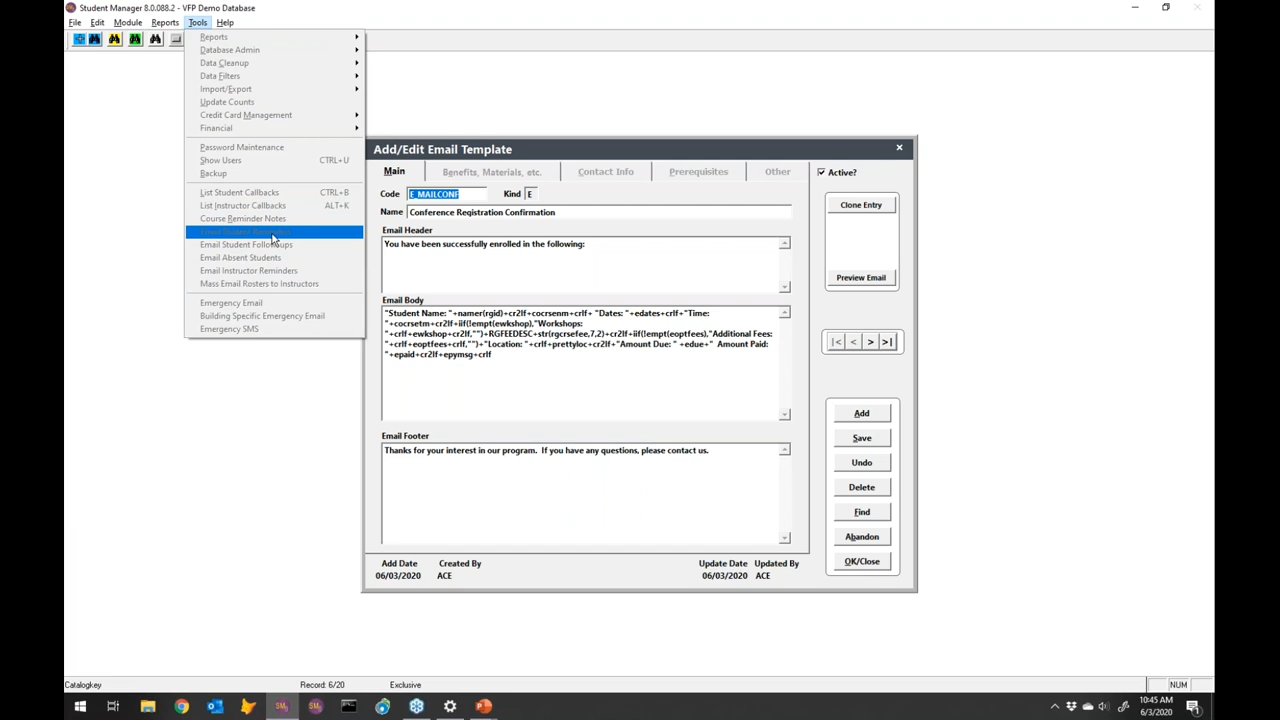 Student Manager 8.0.088.2 - VFP Demo Database
File Edit Module Reports Tools Help
Reports
Database Admin
Data Cleanup
Data Filters
Import/Export
Update Counts
Credit Card Management
Financial
Password Maintenance
Show Users CTRL+U
Backup
List Student Callbacks CTRL+B
List Instructor Callbacks ALT+K
Course Reminder Notes
Email Student Reminders
Email Student Followups
Email Absent Students
Email Instructor Reminders
Mass Email Rosters to Instructors
Emergency Email
Building Specific Emergency Email
Emergency SMS
Add/Edit Email Template
Main Benefits, Materials, etc. Contact Info Prerequisites Other
Active?
Code E_MAILCONF Kind E
Name Conference Registration Confirmation
Clone Entry
Email Header
You have been successfully enrolled in the following:
Preview Email
Email Body
"Student Name: "+namer(rgid)+cr2lf+cocrsenm+crlf+ "Dates: "+edates+crlf+"Time:
"+cocrsetm+cr2lf+iif(!empt(ewkshop),"Workshops:
"+crlf+ewkshop+cr2lf,"")+RGFEEDESC+str(rgcrsefee,7,2)+cr2lf+iif(!empt(eoptfees),"Additional Fees:
"+crlf+eoptfees+crlf,"")+"Location: "+crlf+prettyloc+cr2lf+"Amount Due: " +edue+" Amount Paid:
"+epaid+cr2lf+epymsg+crlf
|< < > >|
Email Footer
Thanks for your interest in our program. If you have any questions, please contact us.
Add
Save
Undo
Delete
Find
Abandon
OK/Close
Add Date Created By Update Date Updated By
06/03/2020 ACE 06/03/2020 ACE
Catalogkey Record: 6/20 Exclusive NUM
10:45 AM
6/3/2020